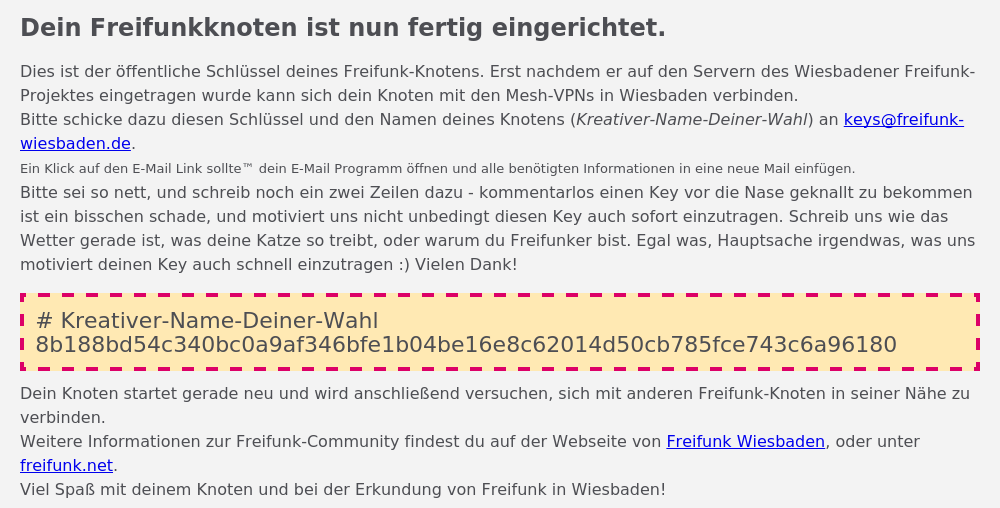 Dein Freifunkknoten ist nun fertig eingerichtet.
Dies ist der öffentliche Schlüssel deines Freifunk-Knotens. Erst nachdem er auf den Servern des Wiesbadener Freifunk-
Projektes eingetragen wurde kann sich dein Knoten mit den Mesh-VPNs in Wiesbaden verbinden.
Bitte schicke dazu diesen Schlüssel und den Namen deines Knotens (Kreativer-Name-Deiner-Wahl) an keys@freifunk-
wiesbaden.de.
Ein Klick auf den E-Mail Link sollte™ dein E-Mail Programm öffnen und alle benötigten Informationen in eine neue Mail einfügen.
Bitte sei so nett, und schreib noch ein zwei Zeilen dazu - kommentarlos einen Key vor die Nase geknallt zu bekommen
ist ein bisschen schade, und motiviert uns nicht unbedingt diesen Key auch sofort einzutragen. Schreib uns wie das
Wetter gerade ist, was deine Katze so treibt, oder warum du Freifunker bist. Egal was, Hauptsache irgendwas, was uns
motiviert deinen Key auch schnell einzutragen :) Vielen Dank!
# Kreativer-Name-Deiner-Wahl
8b188bd54c340bc0a9af346bfe1b04be16e8c62014d50cb785fce743c6a96180
Dein Knoten startet gerade neu und wird anschließend versuchen, sich mit anderen Freifunk-Knoten in seiner Nähe zu
verbinden.
Weitere Informationen zur Freifunk-Community findest du auf der Webseite von Freifunk Wiesbaden, oder unter
freifunk.net.
Viel Spaß mit deinem Knoten und bei der Erkundung von Freifunk in Wiesbaden!